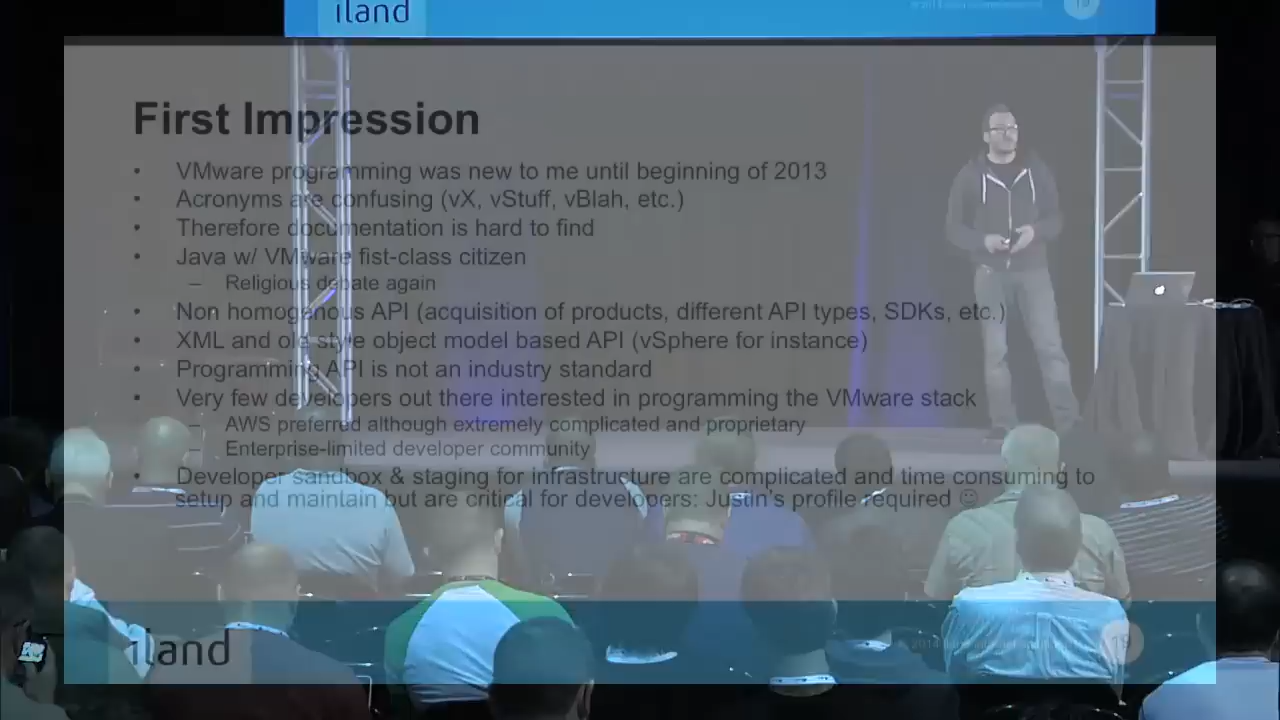 iland
First Impression
• VMware programming was new to me until beginning of 2013
• Acronyms are confusing (vX, vStuff, vBlah, etc.)
• Therefore documentation is hard to find
• Java w/ VMware fist-class citizen
– Religious debate again
• Non homogenous API (acquisition of products, different API types, SDKs, etc.)
• XML and old style object model based API (vSphere for instance)
• Programming API is not an industry standard
• Very few developers out there interested in programming the VMware stack
– AWS preferred although extremely complicated and proprietary
– Enterprise-limited developer community
• Developer sandbox & staging for infrastructure are complicated and time consuming to
setup and maintain but are critical for developers: Justin's profile required ☺
iland